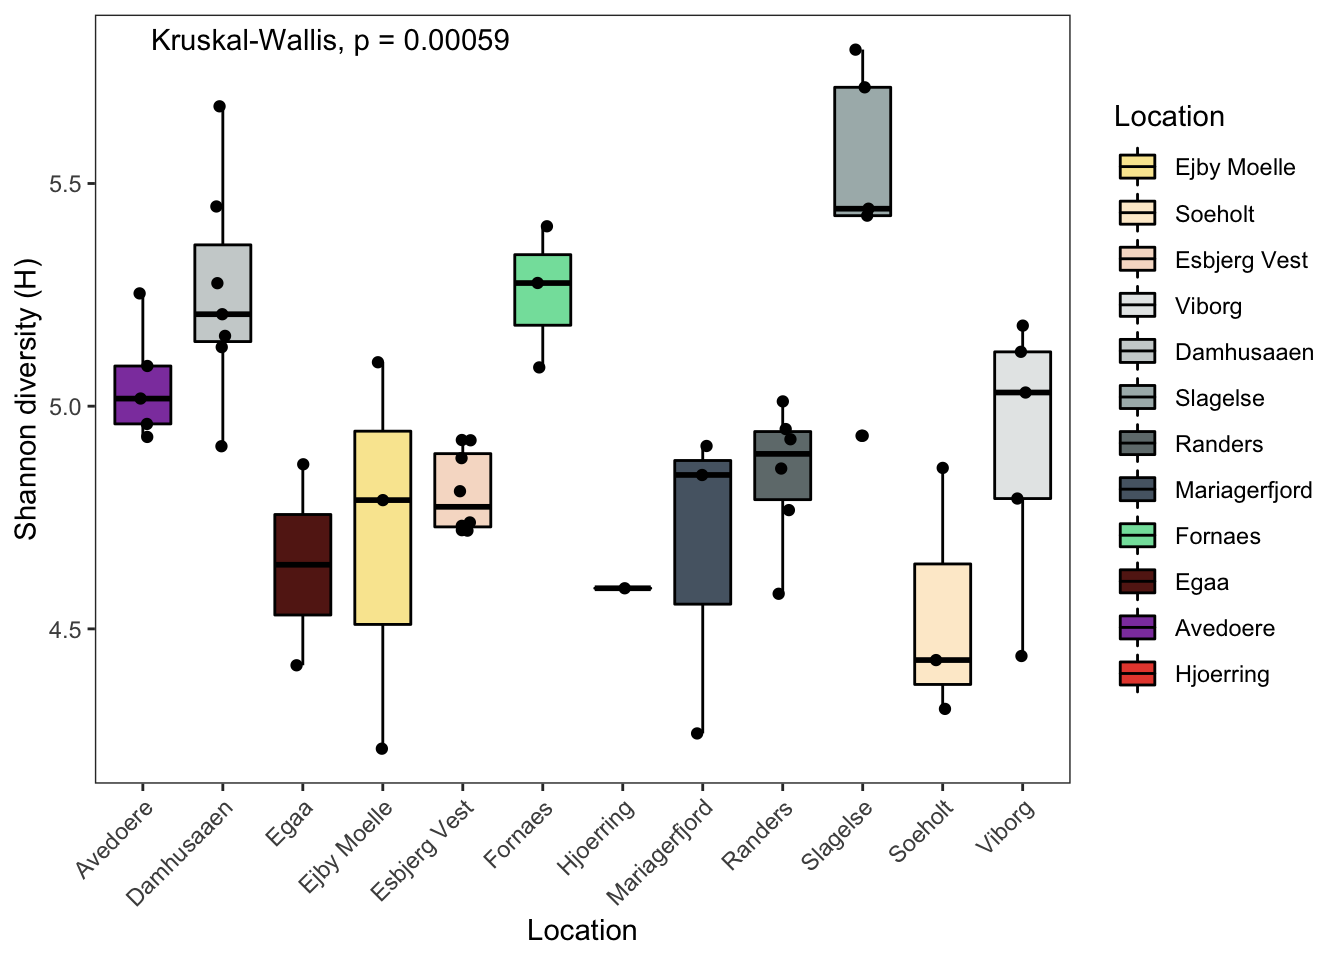 Kruskal-Wallis, p = 0.00059
Shannon diversity (H)
5.5
5.0
4.5
Avedoere
Damhusaaen
Egaa
Ejby Moelle
Esbjerg Vest
Fornaes
Hjoerring
Mariagerfjord
Randers
Slagelse
Soeholt
Viborg
Location
Location
Ejby Moelle
Soeholt
Esbjerg Vest
Viborg
Damhusaaen
Slagelse
Randers
Mariagerfjord
Fornaes
Egaa
Avedoere
Hjoerring